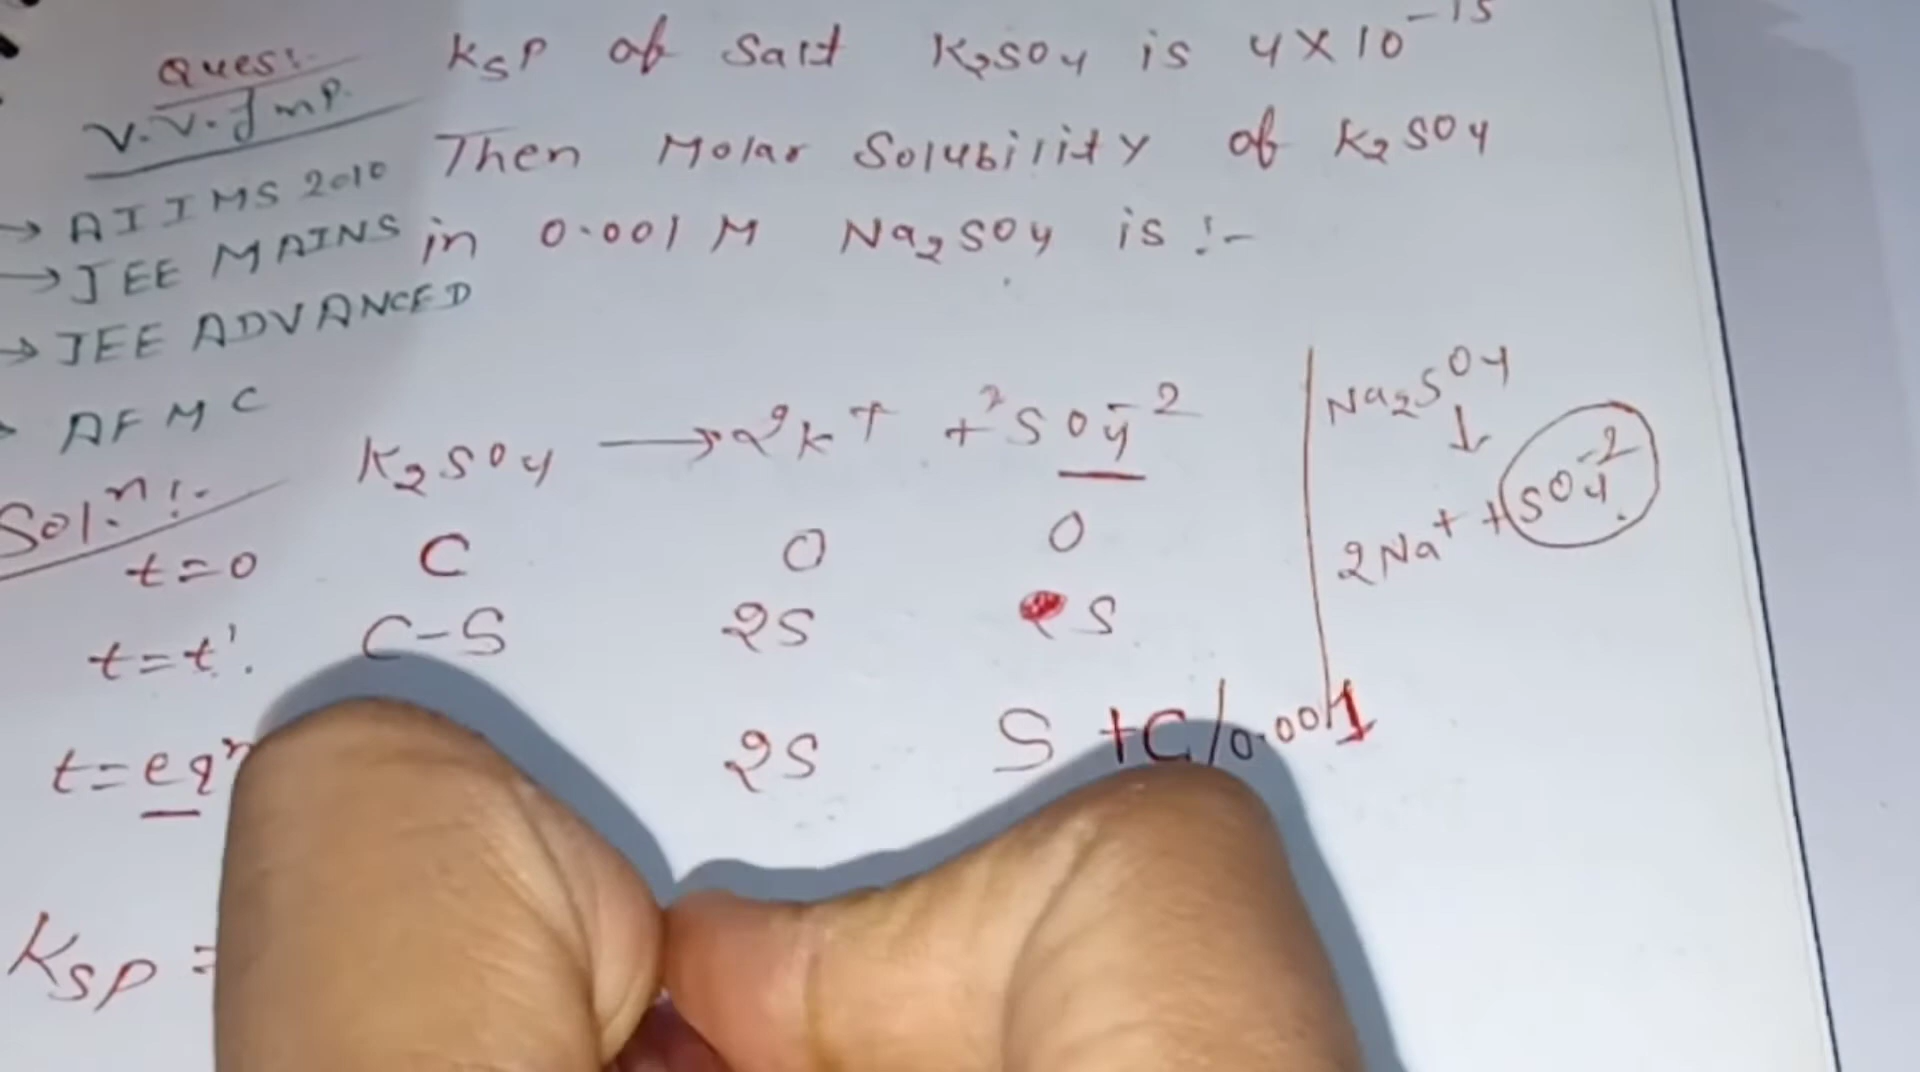 Ques:-
V.V.Imp.
→ AIIMS 2010
→ JEE MAINS
→ JEE ADVANCED
→ AFMC
KsP of Salt K2SO4 is 4×10^-15
Then Molar Solubility of K2SO4
in 0.001 M Na2SO4 is :-
Sol.n:-
K2SO4 → 2K+ + SO4^-2
t=0 C 0 0
t=t'. C-S 2S S
t=eqn 2S S +C/0.001
Na2SO4
↓
2Na+ + SO4^-2
KsP =